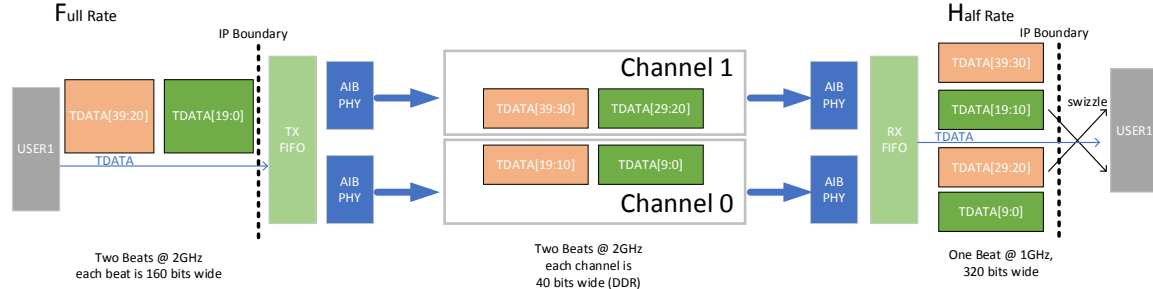 Full Rate
IP Boundary
USER1
TDATA[39:20]
TDATA[19:0]
TDATA
TX
FIFO
AIB
PHY
AIB
PHY
Channel 1
TDATA[39:30]
TDATA[29:20]
TDATA[19:10]
TDATA[9:0]
Channel 0
AIB
PHY
AIB
PHY
RX
FIFO
Half Rate
IP Boundary
TDATA[39:30]
TDATA[19:10]
swizzle
TDATA
TDATA[29:20]
TDATA[9:0]
USER1
Two Beats @ 2GHz
each beat is 160 bits wide
Two Beats @ 2GHz
each channel is
40 bits wide (DDR)
One Beat @ 1GHz,
320 bits wide